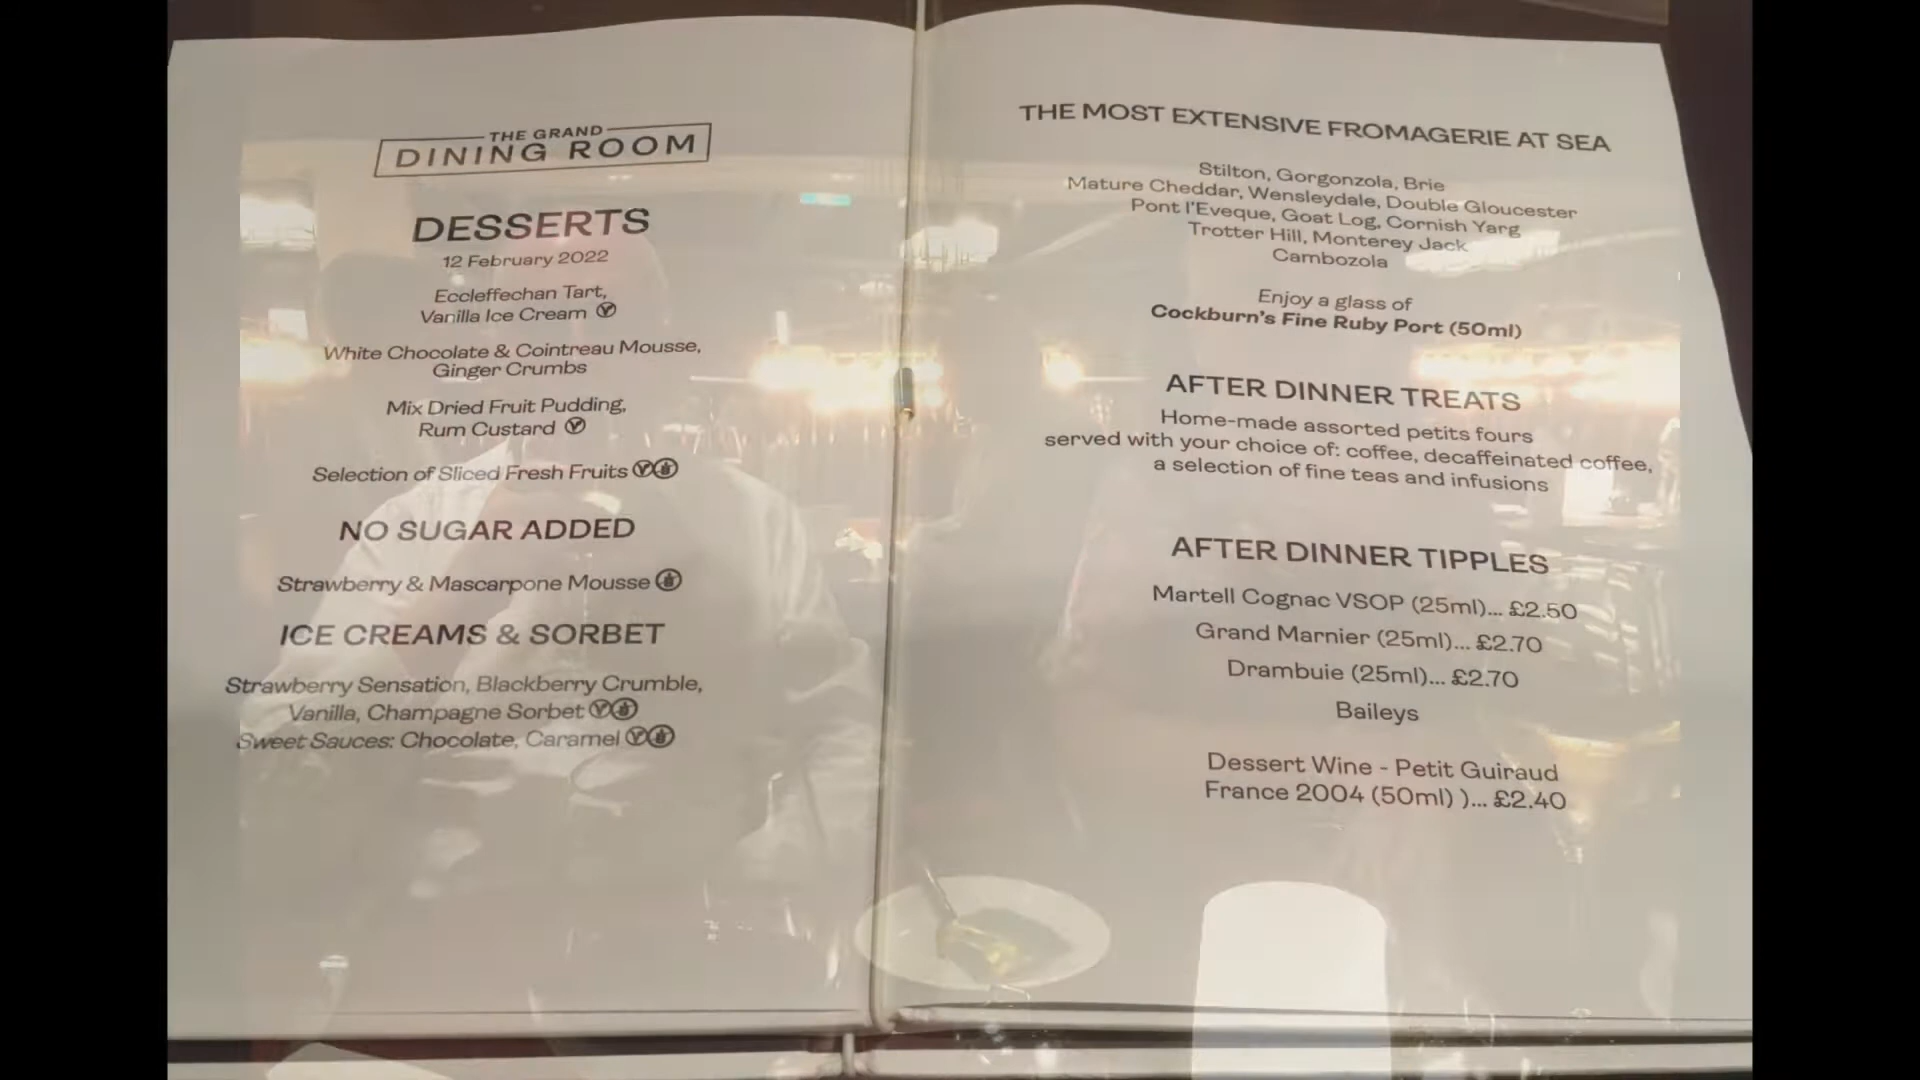 THE GRAND
DINING ROOM
DESSERTS
12 February 2022
Eccleffechan Tart,
Vanilla Ice Cream
White Chocolate & Cointreau Mousse,
Ginger Crumbs
Mix Dried Fruit Pudding,
Rum Custard
Selection of Sliced Fresh Fruits
NO SUGAR ADDED
Strawberry & Mascarpone Mousse
ICE CREAMS & SORBET
Strawberry Sensation, Blackberry Crumble,
Vanilla, Champagne Sorbet
Sweet Sauces: Chocolate, Caramel
THE MOST EXTENSIVE FROMAGERIE AT SEA
Stilton, Gorgonzola, Brie
Mature Cheddar, Wensleydale, Double Gloucester
Pont l'Eveque, Goat Log, Cornish Yarg
Trotter Hill, Monterey Jack
Cambozola
Enjoy a glass of
Cockburn's Fine Ruby Port (50ml)
AFTER DINNER TREATS
Home-made assorted petits fours
served with your choice of: coffee, decaffeinated coffee,
a selection of fine teas and infusions
AFTER DINNER TIPPLES
Martell Cognac VSOP (25ml)... £2.50
Grand Marnier (25ml)... £2.70
Drambuie (25ml)... £2.70
Baileys
Dessert Wine - Petit Guiraud
France 2004 (50ml) )... £2.40